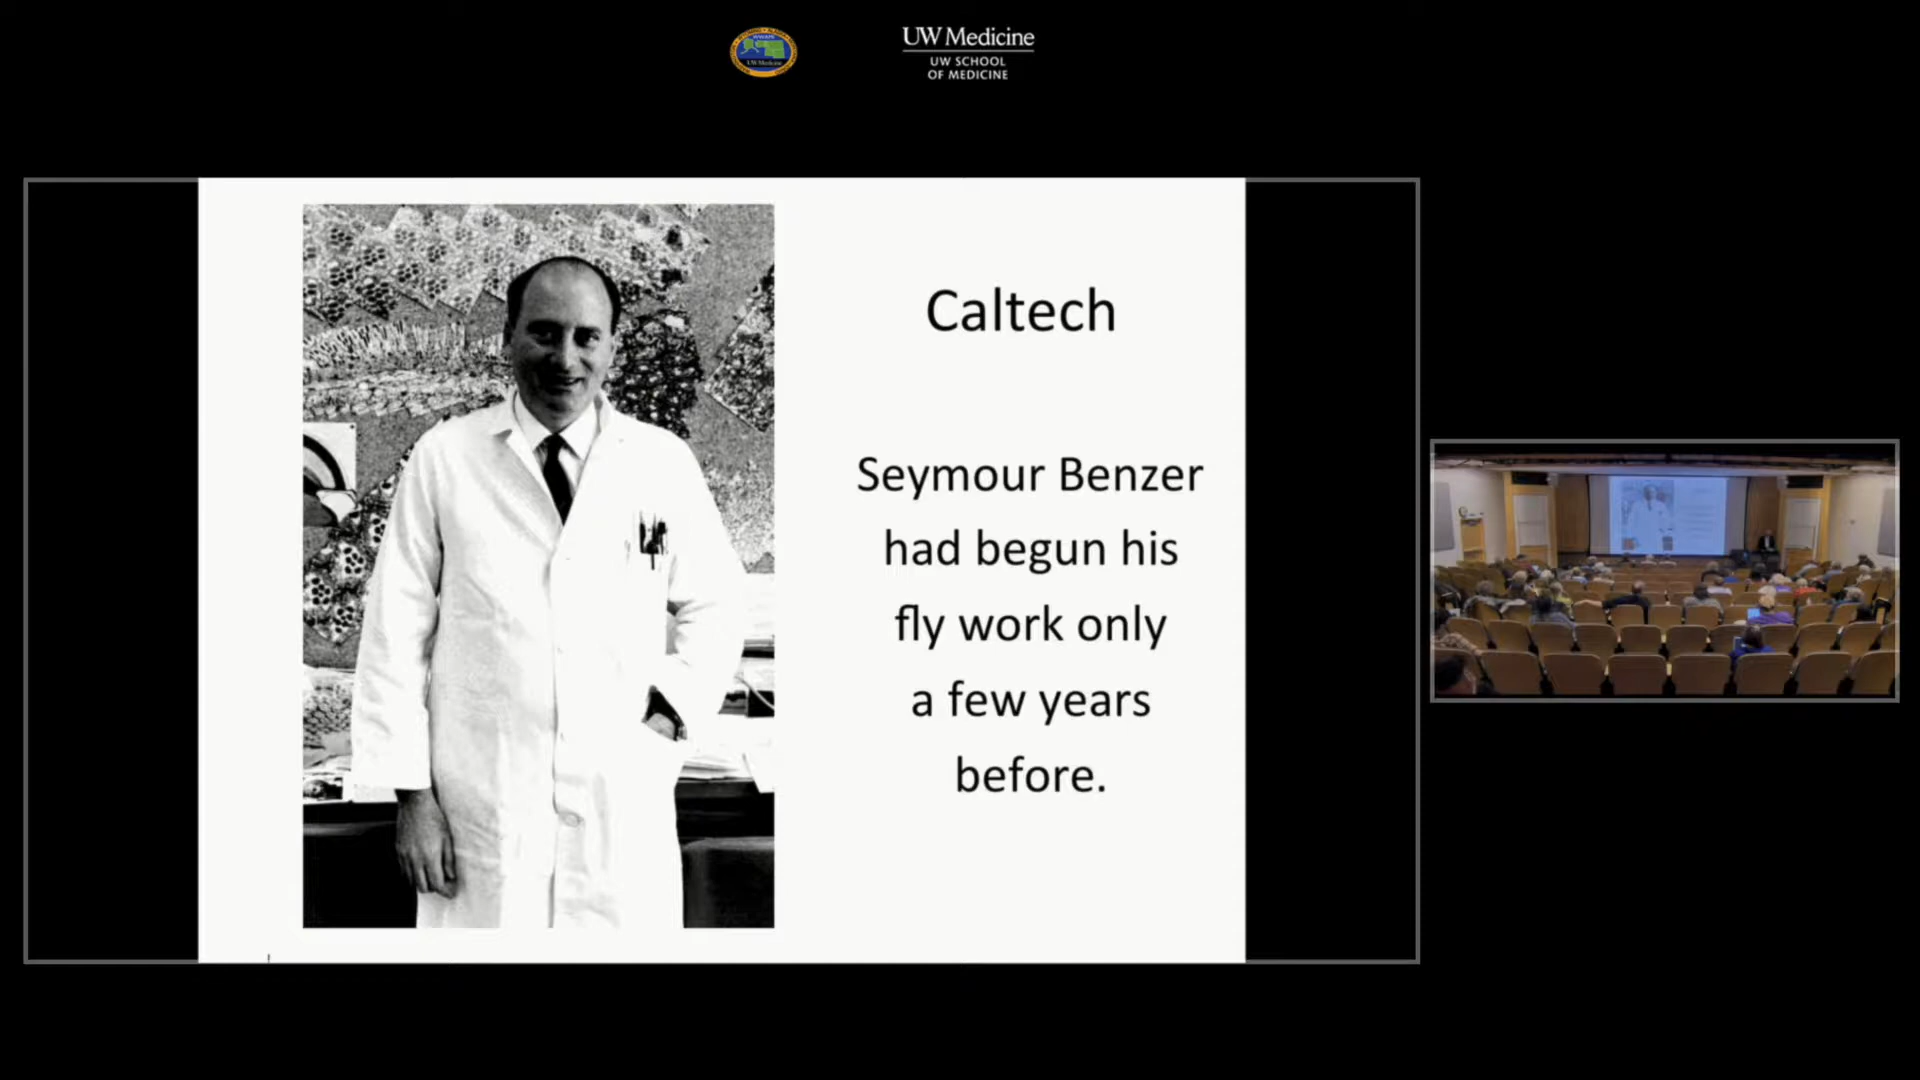 UW Medicine
UW SCHOOL
OF MEDICINE
Caltech
Seymour Benzer
had begun his
fly work only
a few years
before.